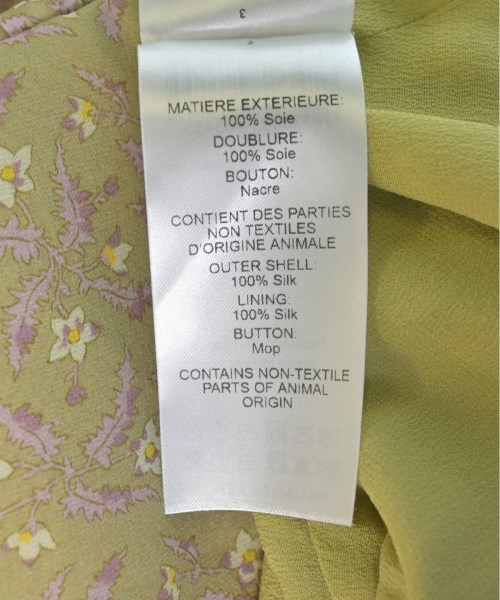 3
MATIERE EXTERIEURE:
100% Soie
DOUBLURE:
100% Soie
BOUTON:
Nacre
CONTIENT DES PARTIES
NON TEXTILES
D'ORIGINE ANIMALE
OUTER SHELL:
100% Silk
LINING:
100% Silk
BUTTON:
Mop
CONTAINS NON-TEXTILE
PARTS OF ANIMAL
ORIGIN